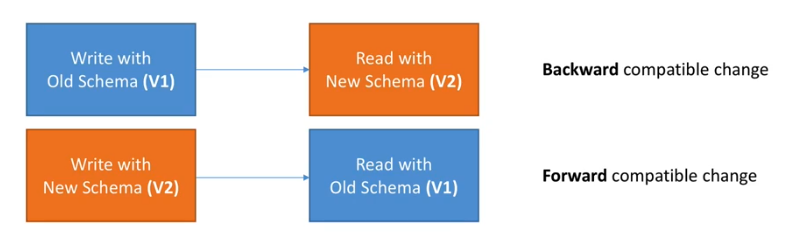 Write with
Old Schema (V1)
Read with
New Schema (V2)
Backward compatible change
Write with
New Schema (V2)
Read with
Old Schema (V1)
Forward compatible change